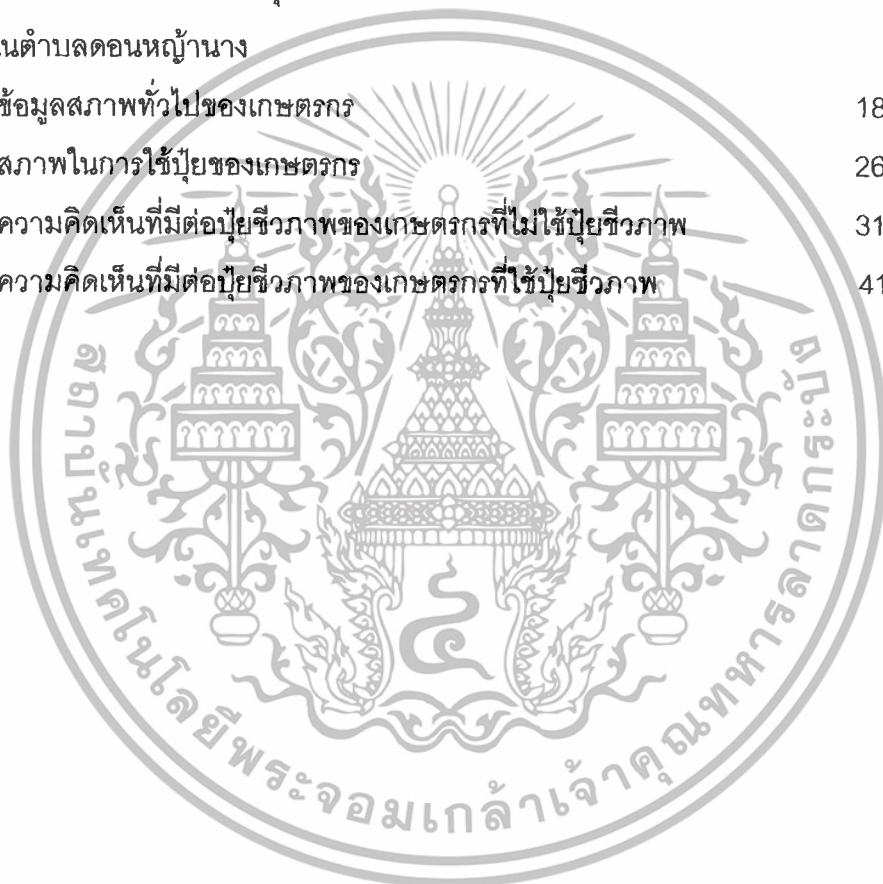 นตำบลดอนหญ้านาง
ข้อมูลสภาพทั่วไปของเกษตรกร 18
สภาพในการใช้ปุ๋ยของเกษตรกร 26
ความคิดเห็นที่มีต่อปุ๋ยชีวภาพของเกษตรกรที่ไม่ใช้ปุ๋ยชีวภาพ 31
ความคิดเห็นที่มีต่อปุ๋ยชีวภาพของเกษตรกรที่ใช้ปุ๋ยชีวภาพ 41
สถาบันเทคโนโลยีพระจอมเกล้าเจ้าคุณทหารลาดกระบัง